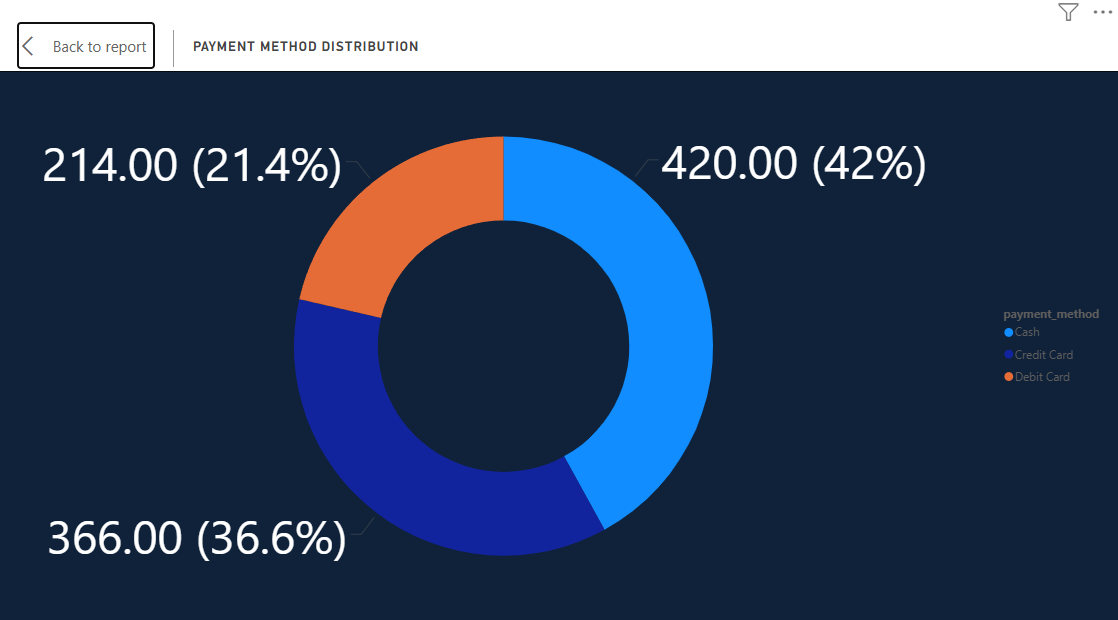 Back to report
PAYMENT METHOD DISTRIBUTION
214.00 (21.4%)
420.00 (42%)
366.00 (36.6%)
payment_method
Cash
Credit Card
Debit Card